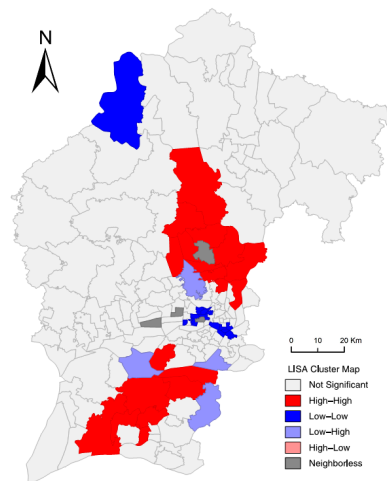 N
0 10 20 Km
LISA Cluster Map
Not Significant
High–High
Low–Low
Low–High
High–Low
Neighborless